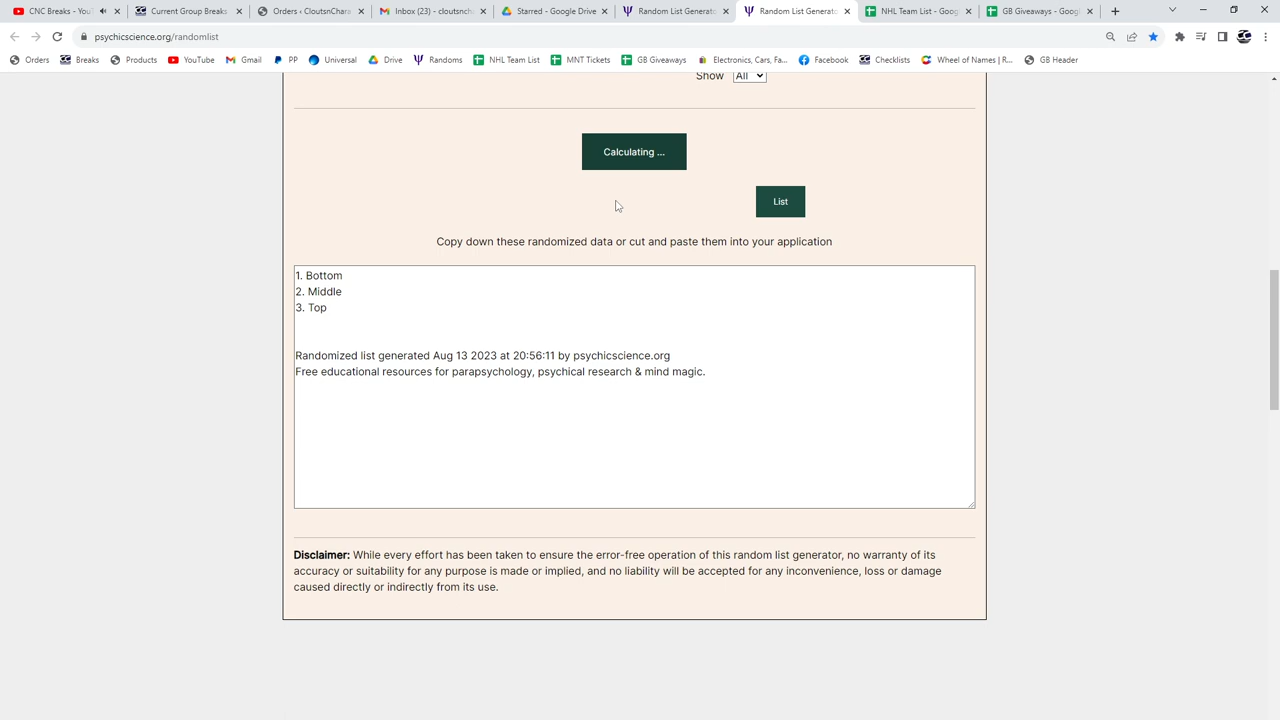 CNC Breaks - You
Current Group Breaks
Orders < CloutsnChara
Inbox (23) - cloutsnch
Starred - Google Drive
Random List Generato
Random List Generato
NHL Team List - Goog
GB Giveaways - Goog
psychicscience.org/randomlist
Orders
Breaks
Products
YouTube
Gmail
PP
Universal
Drive
Randoms
NHL Team List
MNT Tickets
GB Giveaways
Electronics, Cars, Fa...
Facebook
Checklists
Wheel of Names | R...
GB Header
Show All
Calculating ...
List
Copy down these randomized data or cut and paste them into your application
1. Bottom
2. Middle
3. Top
Randomized list generated Aug 13 2023 at 20:56:11 by psychicscience.org
Free educational resources for parapsychology, psychical research & mind magic.
Disclaimer: While every effort has been taken to ensure the error-free operation of this random list generator, no warranty of its
accuracy or suitability for any purpose is made or implied, and no liability will be accepted for any inconvenience, loss or damage
caused directly or indirectly from its use.